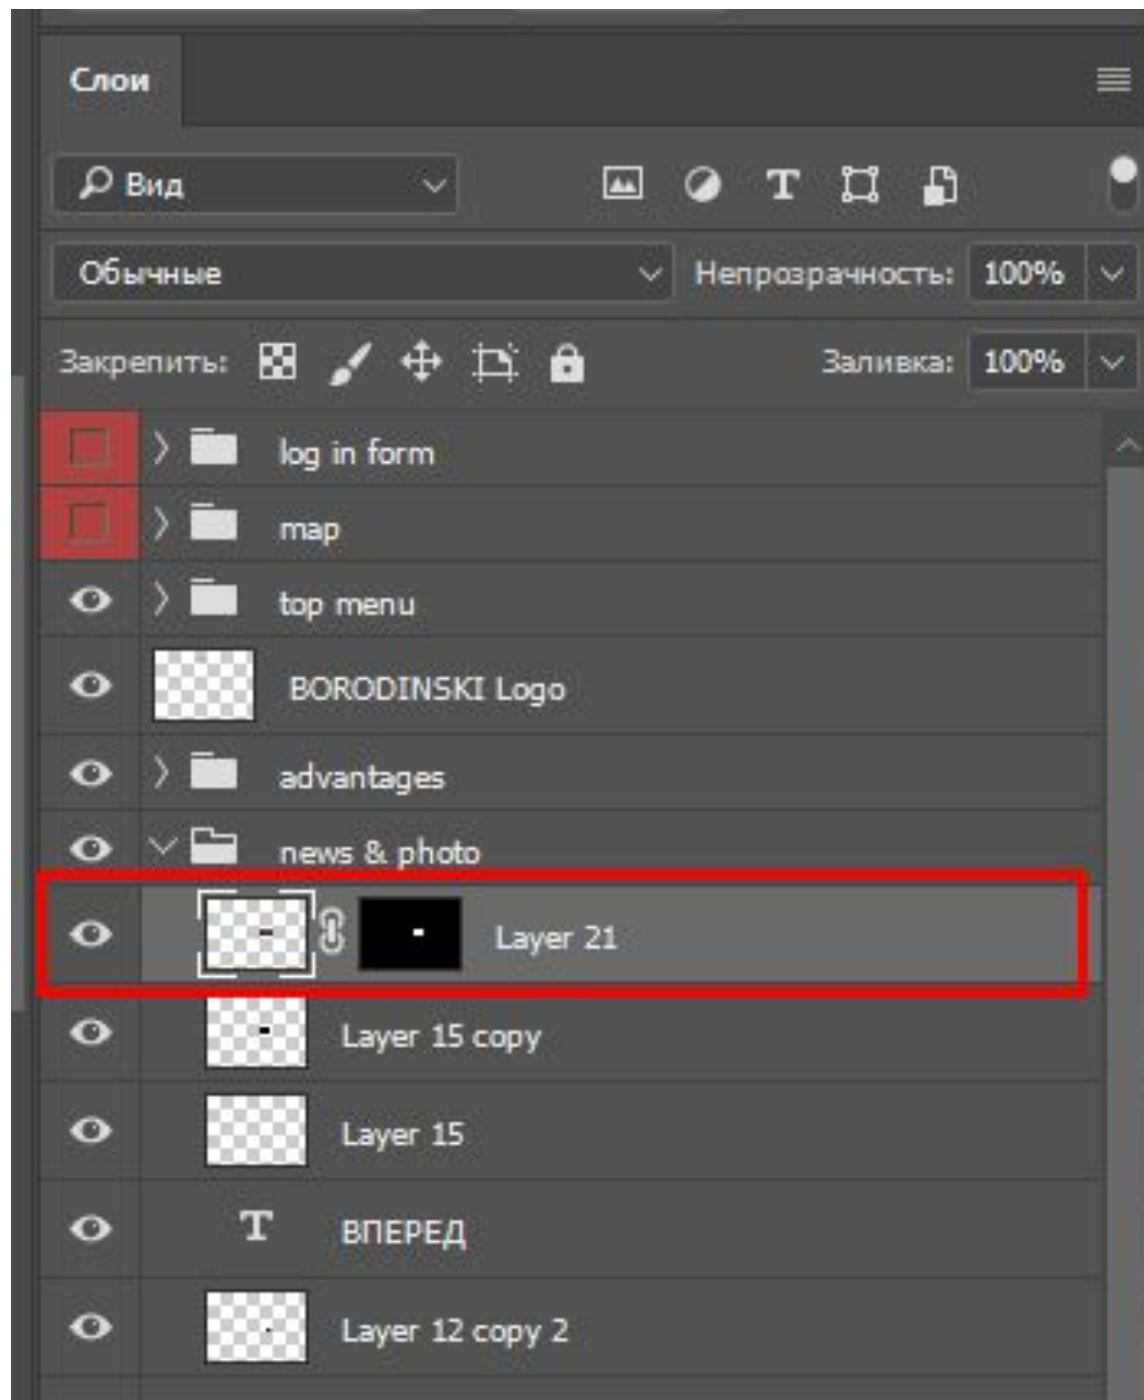 Слои
Вид
Обычные Непрозрачность: 100%
Закрепить: Заливка: 100%
log in form
map
top menu
BORODINSKI Logo
advantages
news & photo
Layer 21
Layer 15 copy
Layer 15
ВПЕРЕД
Layer 12 copy 2